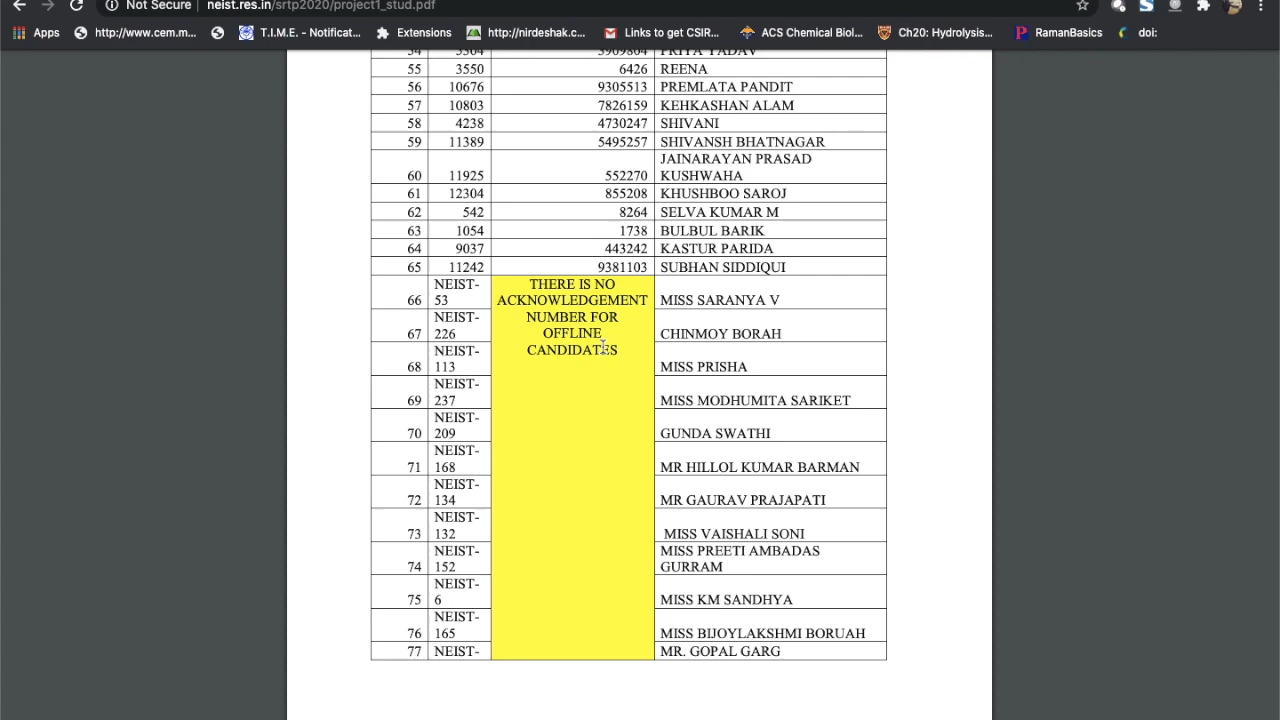 Not Secure | neist.res.in/srtp2020/project1_stud.pdf
Apps http://www.cem.m... T.I.M.E. - Notificat... Extensions http://nirdeshak.com... Links to get CSIR... ACS Chemical Biol... Ch20: Hydrolysis... RamanBasics doi:
54 5304 3909804 PRIYA YADAV
55 3550 6426 REENA
56 10676 9305513 PREMLATA PANDIT
57 10803 7826159 KEHKASHAN ALAM
58 4238 4730247 SHIVANI
59 11389 5495257 SHIVANSH BHATNAGAR
60 11925 552270 JAINARAYAN PRASAD
KUSHWAHA
61 12304 855208 KHUSHBOO SAROJ
62 542 8264 SELVA KUMAR M
63 1054 1738 BULBUL BARIK
64 9037 443242 KASTUR PARIDA
65 11242 9381103 SUBHAN SIDDIQUI
THERE IS NO
ACKNOWLEDGEMENT
NUMBER FOR
OFFLINE
CANDIDATES
NEIST-
66 53 MISS SARANYA V
NEIST-
67 226 CHINMOY BORAH
NEIST-
68 113 MISS PRISHA
NEIST-
69 237 MISS MODHUMITA SARIKET
NEIST-
70 209 GUNDA SWATHI
NEIST-
71 168 MR HILLOL KUMAR BARMAN
NEIST-
72 134 MR GAURAV PRAJAPATI
NEIST-
73 132 MISS VAISHALI SONI
NEIST- MISS PREETI AMBADAS
74 152 GURRAM
NEIST-
75 6 MISS KM SANDHYA
NEIST-
76 165 MISS BIJOYLAKSHMI BORUAH
77 NEIST- MR. GOPAL GARG